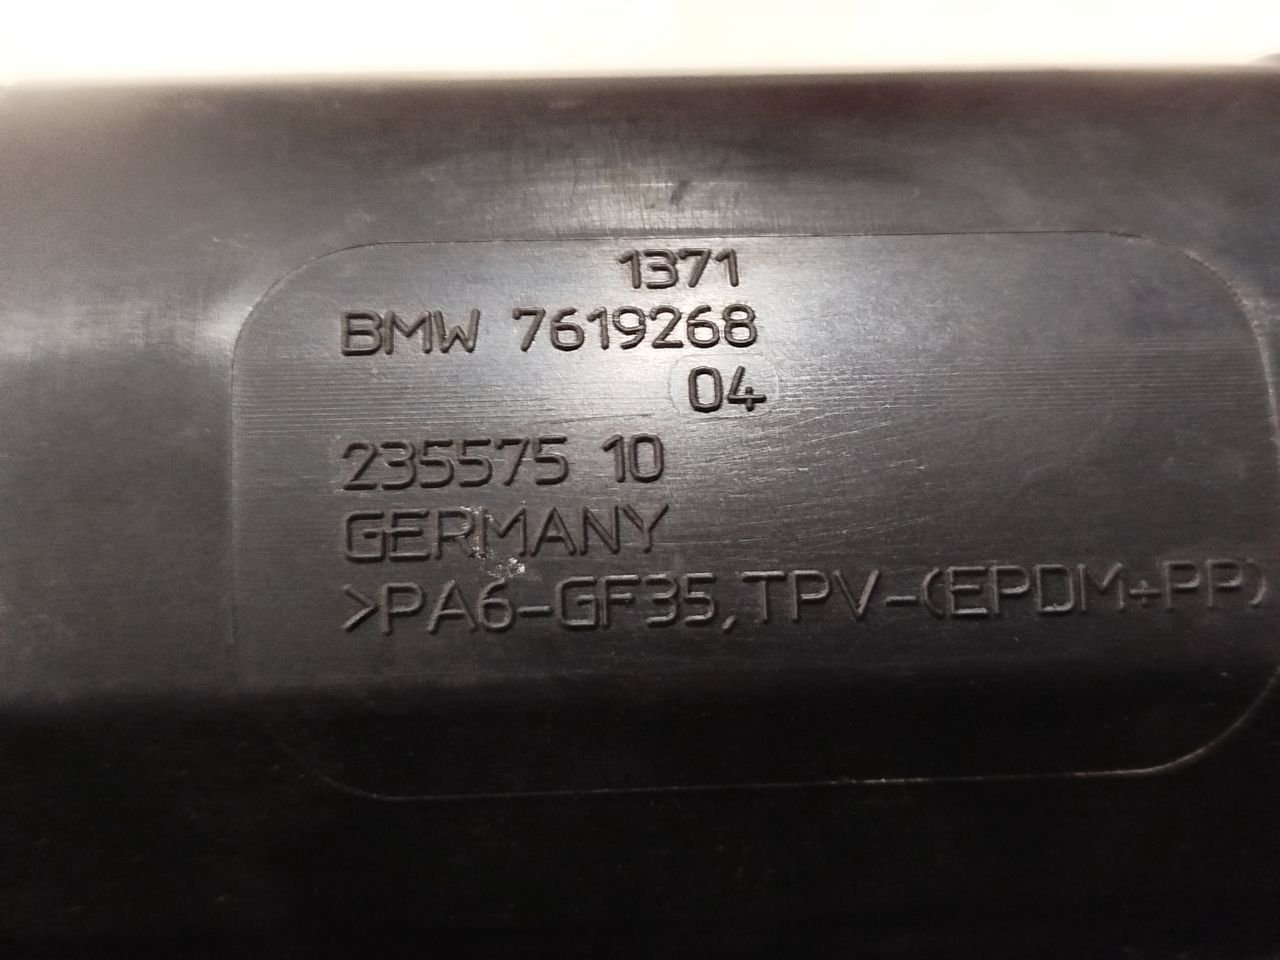 1371
BMW 7619268
04
235575 10
GERMANY
>PA6-GF35,TPV-(EPDM+PP)